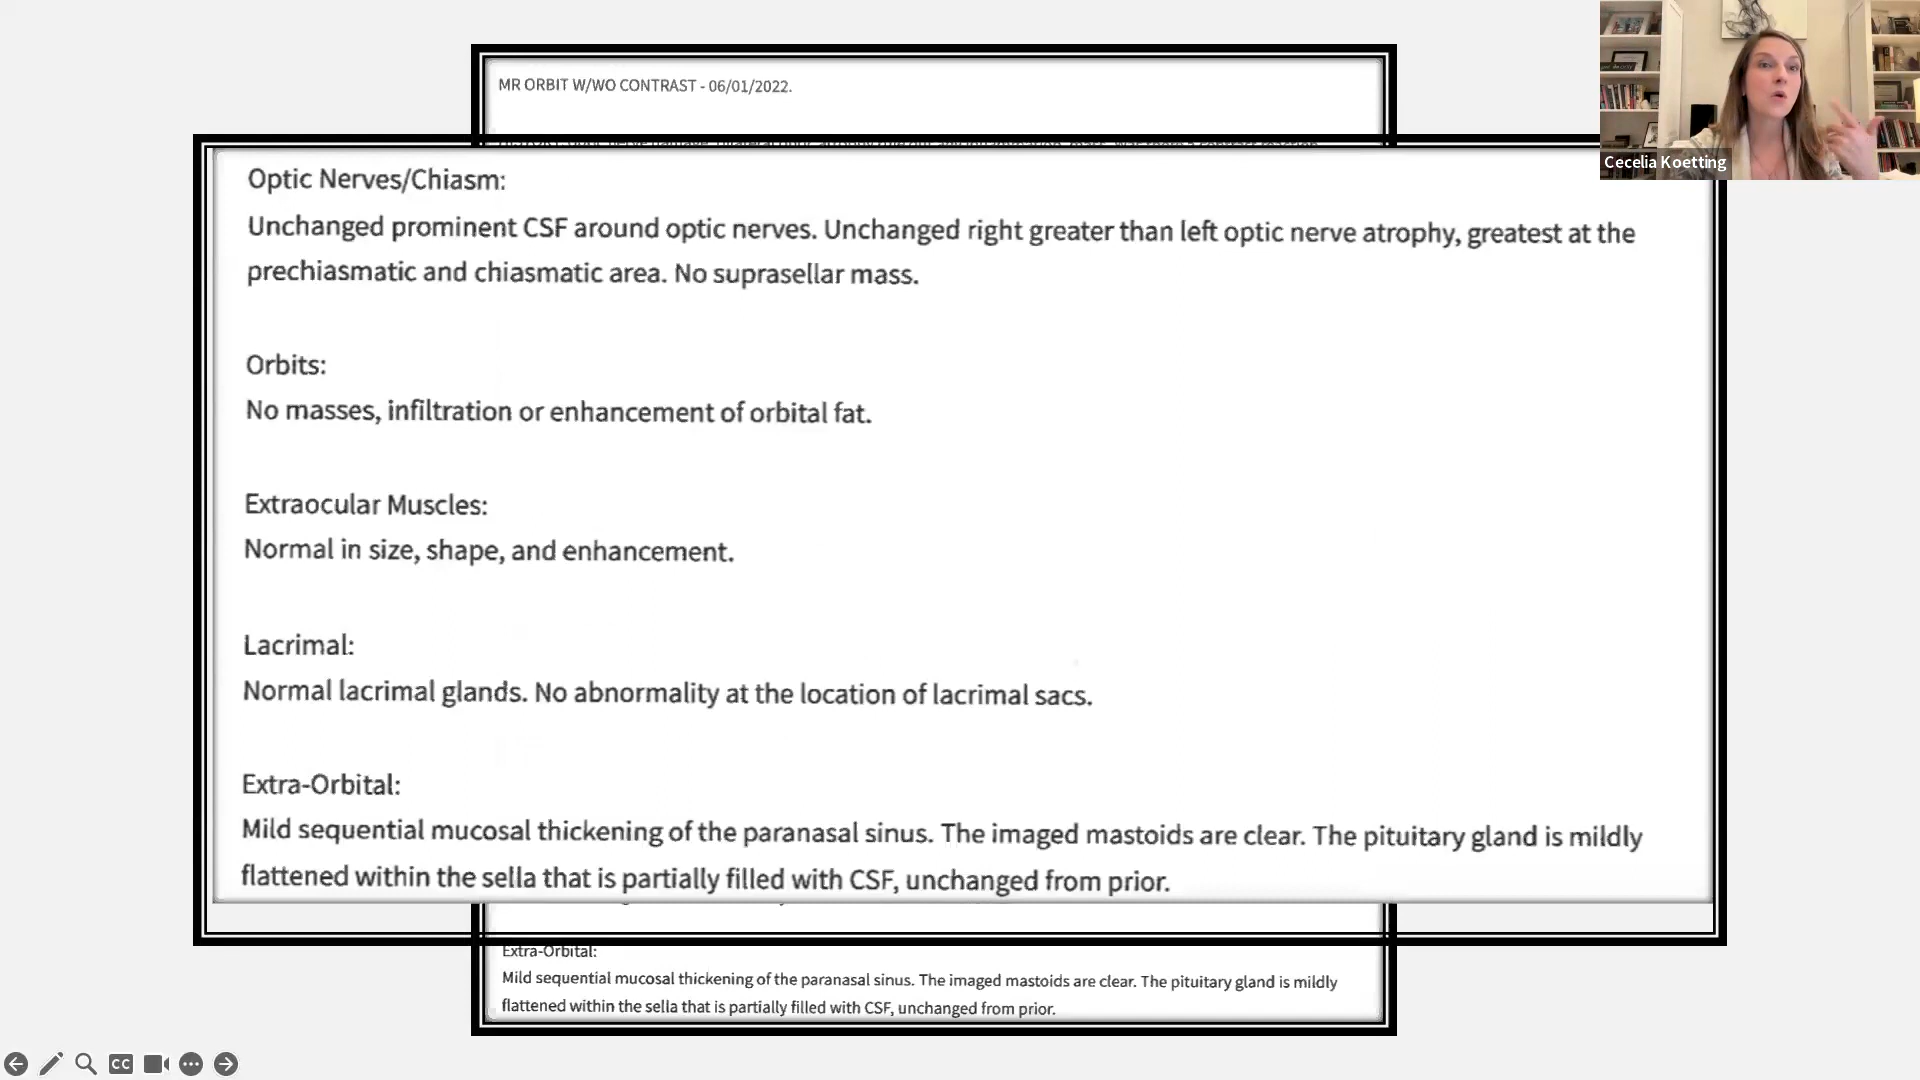 MR ORBIT W/WO CONTRAST - 06/01/2022.
Cecelia Koetting
Optic Nerves/Chiasm:
Unchanged prominent CSF around optic nerves. Unchanged right greater than left optic nerve atrophy, greatest at the
prechiasmatic and chiasmatic area. No suprasellar mass.
Orbits:
No masses, infiltration or enhancement of orbital fat.
Extraocular Muscles:
Normal in size, shape, and enhancement.
Lacrimal:
Normal lacrimal glands. No abnormality at the location of lacrimal sacs.
Extra-Orbital:
Mild sequential mucosal thickening of the paranasal sinus. The imaged mastoids are clear. The pituitary gland is mildly
flattened within the sella that is partially filled with CSF, unchanged from prior.
Extra-Orbital:
Mild sequential mucosal thickening of the paranasal sinus. The imaged mastoids are clear. The pituitary gland is mildly
flattened within the sella that is partially filled with CSF, unchanged from prior.
CC